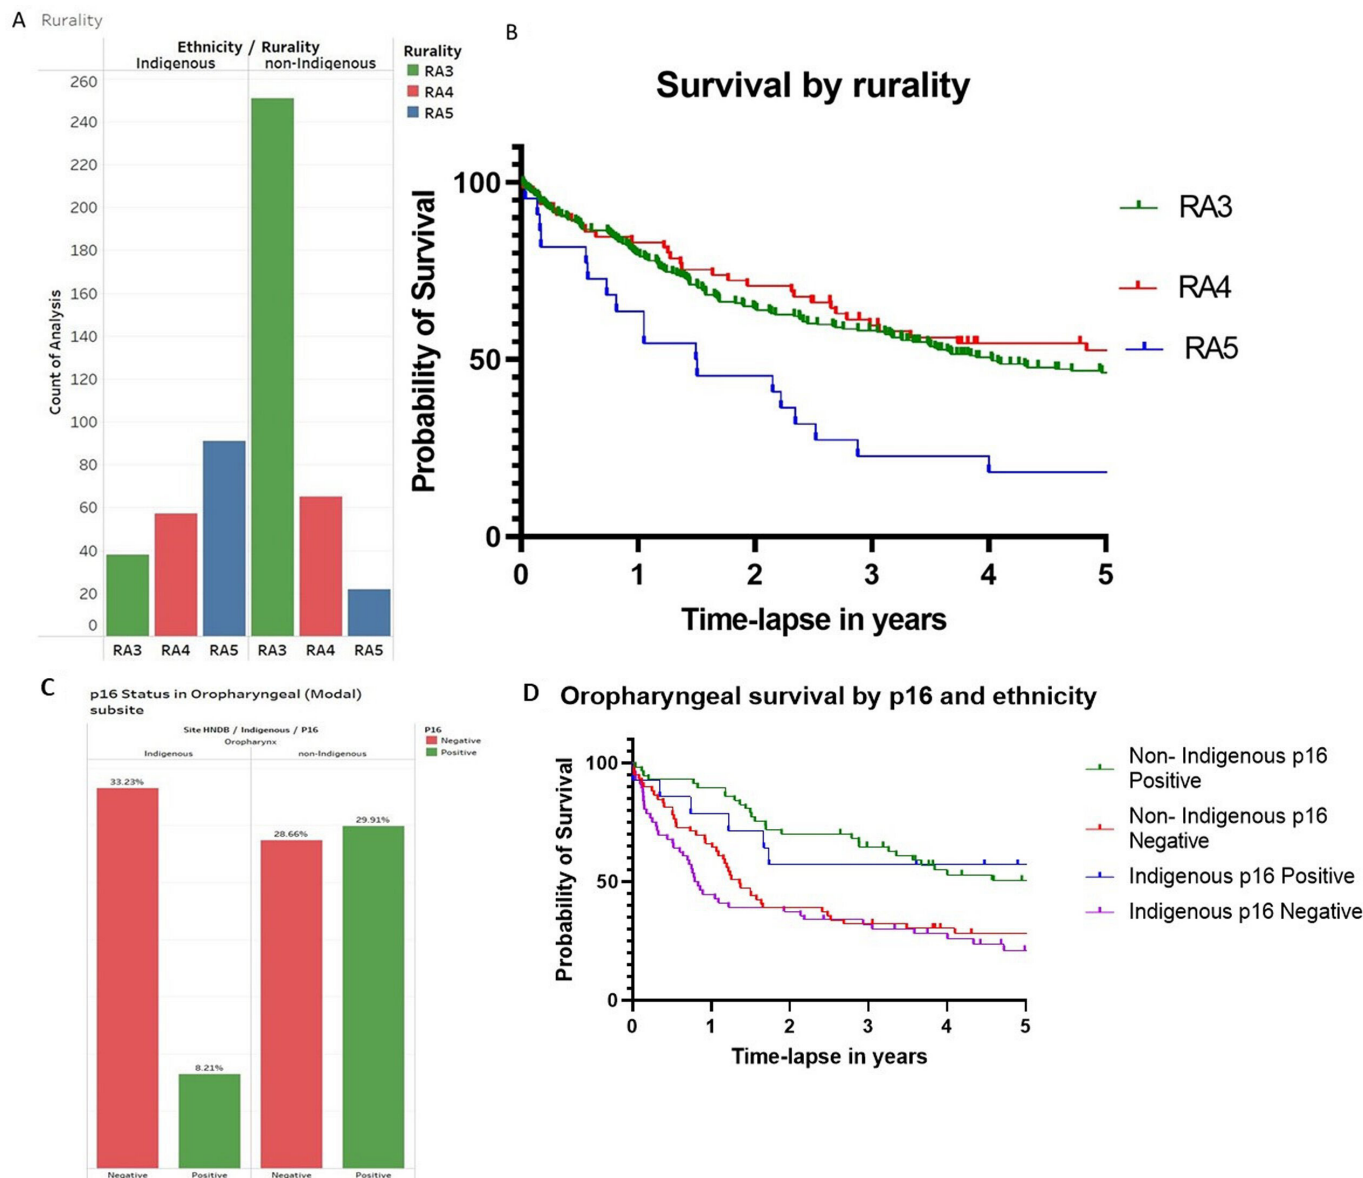 A Rurality
Ethnicity / Rurality
Indigenous non-Indigenous
260
240
220
200
180
160
140
120
100
80
60
40
20
0
Count of Analysis
RA3 RA4 RA5 RA3 RA4 RA5
Rurality
RA3
RA4
RA5
B
Survival by rurality
Probability of Survival
100
50
0
0 1 2 3 4 5
Time-lapse in years
RA3
RA4
RA5
C
p16 Status in Oropharyngeal (Modal)
subsite
Site HNDB / Indigenous / P16
Oropharynx
Indigenous non-Indigenous
33.23%
8.21%
28.66%
29.91%
Negative Positive Negative Positive
P16
Negative
Positive
D Oropharyngeal survival by p16 and ethnicity
Probability of Survival
100
50
0
0 1 2 3 4 5
Time-lapse in years
Non- Indigenous p16
Positive
Non- Indigenous p16
Negative
Indigenous p16 Positive
Indigenous p16 Negative